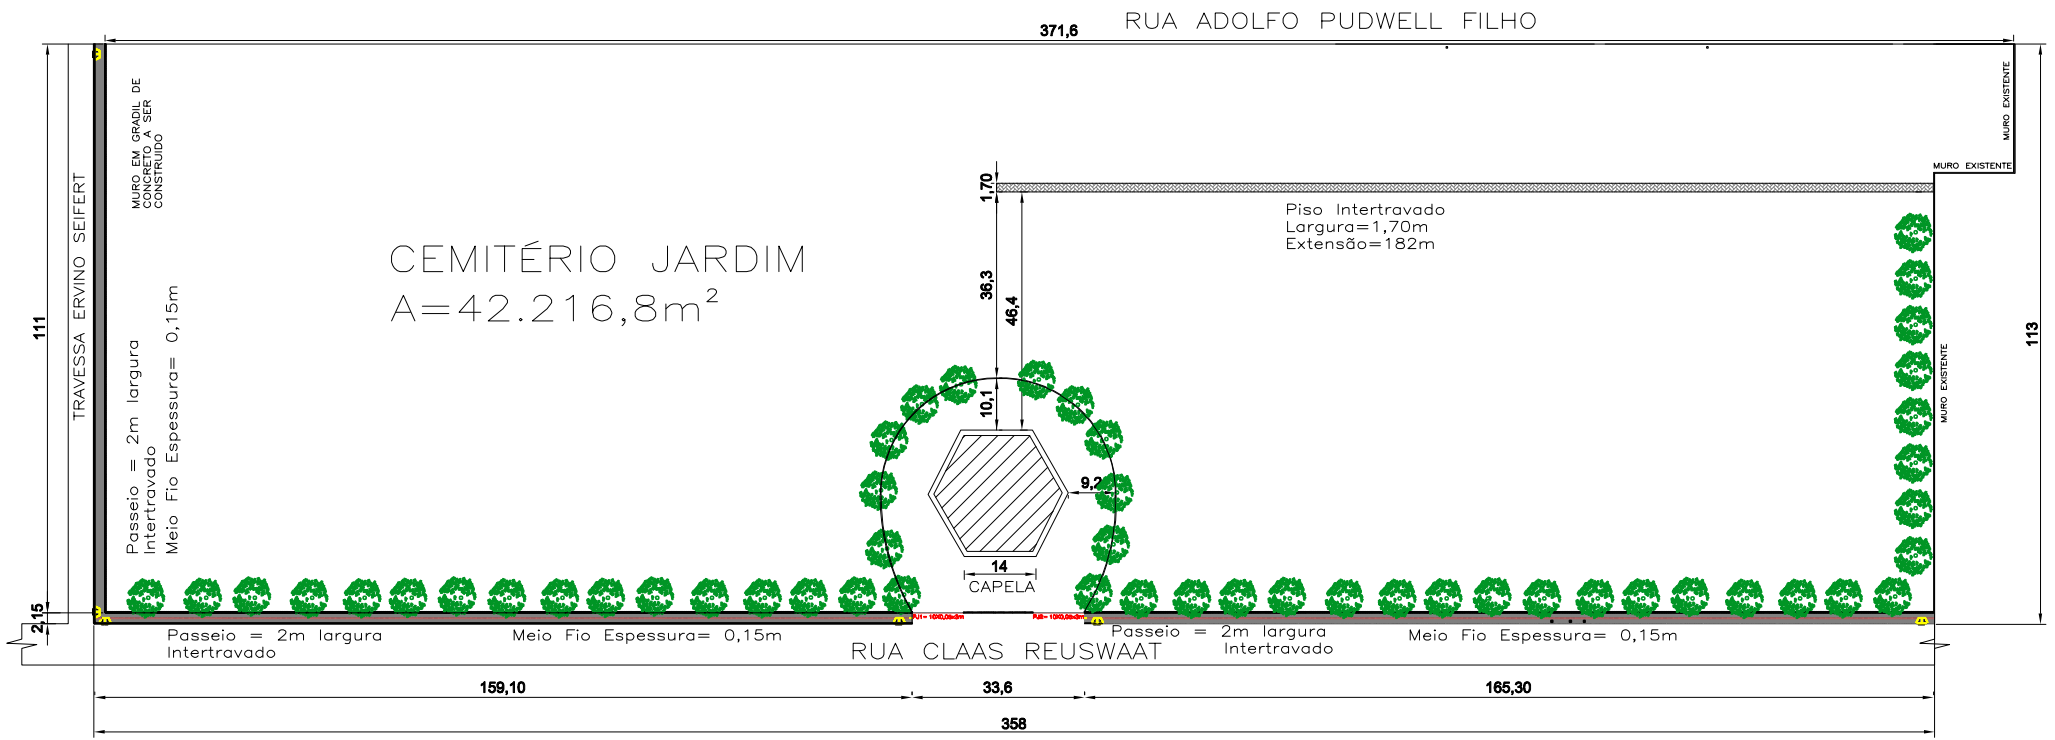 RUA ADOLFO PUDWELL FILHO
371,6
111
113
MURO EM GRADIL DE
CONCRETO A SER
CONSTRUIDO
MURO EXISTENTE
MURO EXISTENTE
TRAVESSA ERVINO SEIFERT
1,70
Piso Intertravado
Largura=1,70m
Extensão=182m
CEMITÉRIO JARDIM
A=42.216,8m²
36,3
46,4
Passeio = 2m largura
Intertravado
Meio Fio Espessura= 0,15m
MURO EXISTENTE
10,1
9,2
14
CAPELA
2,15
Passeio = 2m largura
Intertravado
Meio Fio Espessura= 0,15m
Passeio = 2m largura
Intertravado
Meio Fio Espessura= 0,15m
RUA CLAAS REUSWAAT
159,10
33,6
165,30
358